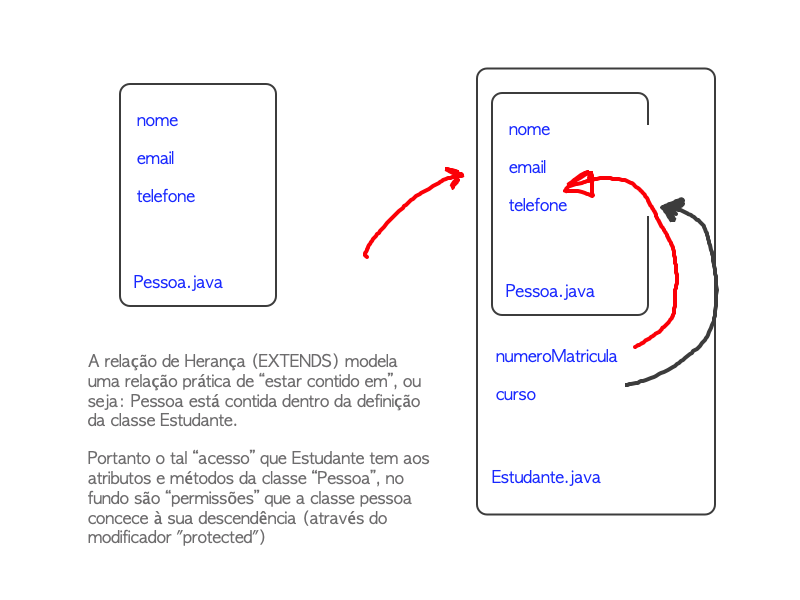 nome
email
telefone
Pessoa.java
A relação de Herança (EXTENDS) modela
uma relação prática de “estar contido em”, ou
seja: Pessoa está contida dentro da definição
da classe Estudante.
Portanto o tal “acesso” que Estudante tem aos
atributos e métodos da classe “Pessoa”, no
fundo são “permissões” que a classe pessoa
concece à sua descendência (através do
modificador "protected")
nome
email
telefone
Pessoa.java
numeroMatricula
curso
Estudante.java